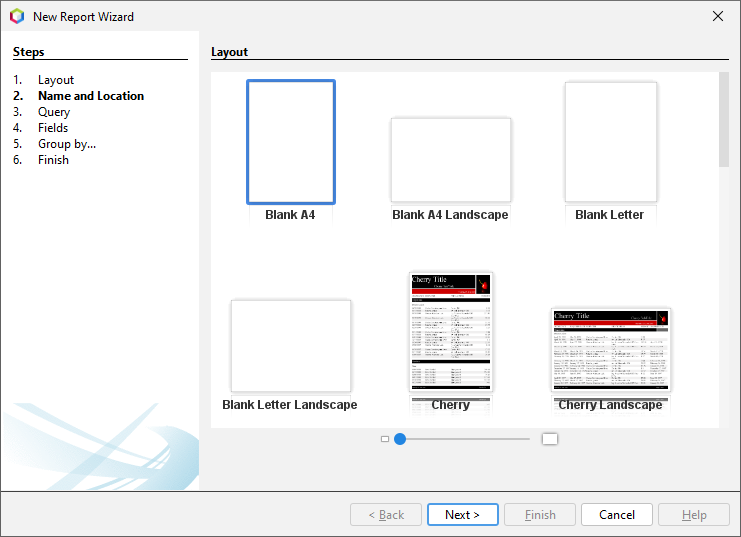 New Report Wizard
Steps
1. Layout
2. Name and Location
3. Query
4. Fields
5. Group by...
6. Finish
Layout
Blank A4
Blank A4 Landscape
Blank Letter
Cherry Title
Cherry Title
Blank Letter Landscape
Cherry
Cherry Landscape
< Back
Next >
Finish
Cancel
Help